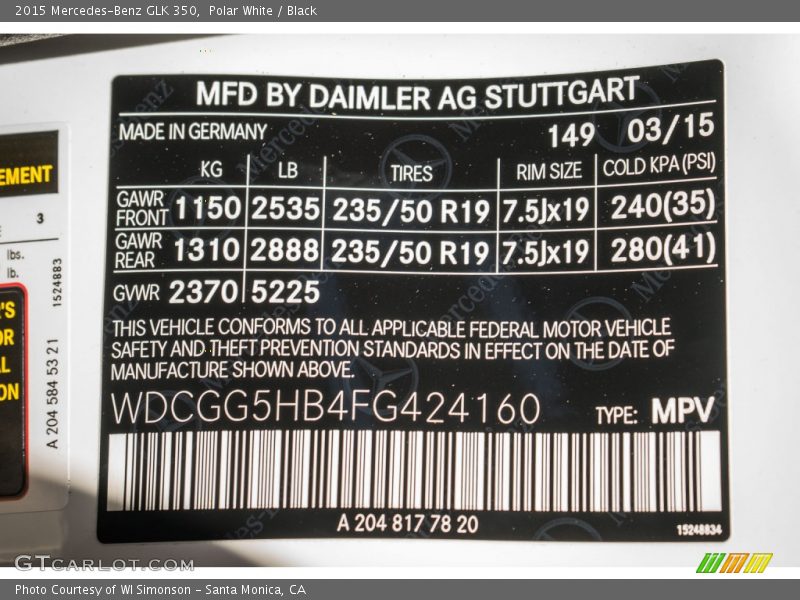 2015 Mercedes-Benz GLK 350, Polar White / Black
MFD BY DAIMLER AG STUTTGART
MADE IN GERMANY 149 03/15
KG LB TIRES RIM SIZE COLD KPA (PSI)
GAWR FRONT 1150 2535 235/50 R19 7.5Jx19 240(35)
GAWR REAR 1310 2888 235/50 R19 7.5Jx19 280(41)
GVWR 2370 5225
THIS VEHICLE CONFORMS TO ALL APPLICABLE FEDERAL MOTOR VEHICLE
SAFETY AND THEFT PREVENTION STANDARDS IN EFFECT ON THE DATE OF
MANUFACTURE SHOWN ABOVE.
WDCGG5HB4FG424160 TYPE: MPV
A 204 817 78 20
15248834
3
lbs.
lb.
1524883
A 204 584 53 21
GTCARLOT.COM
Photo Courtesy of WI Simonson - Santa Monica, CA